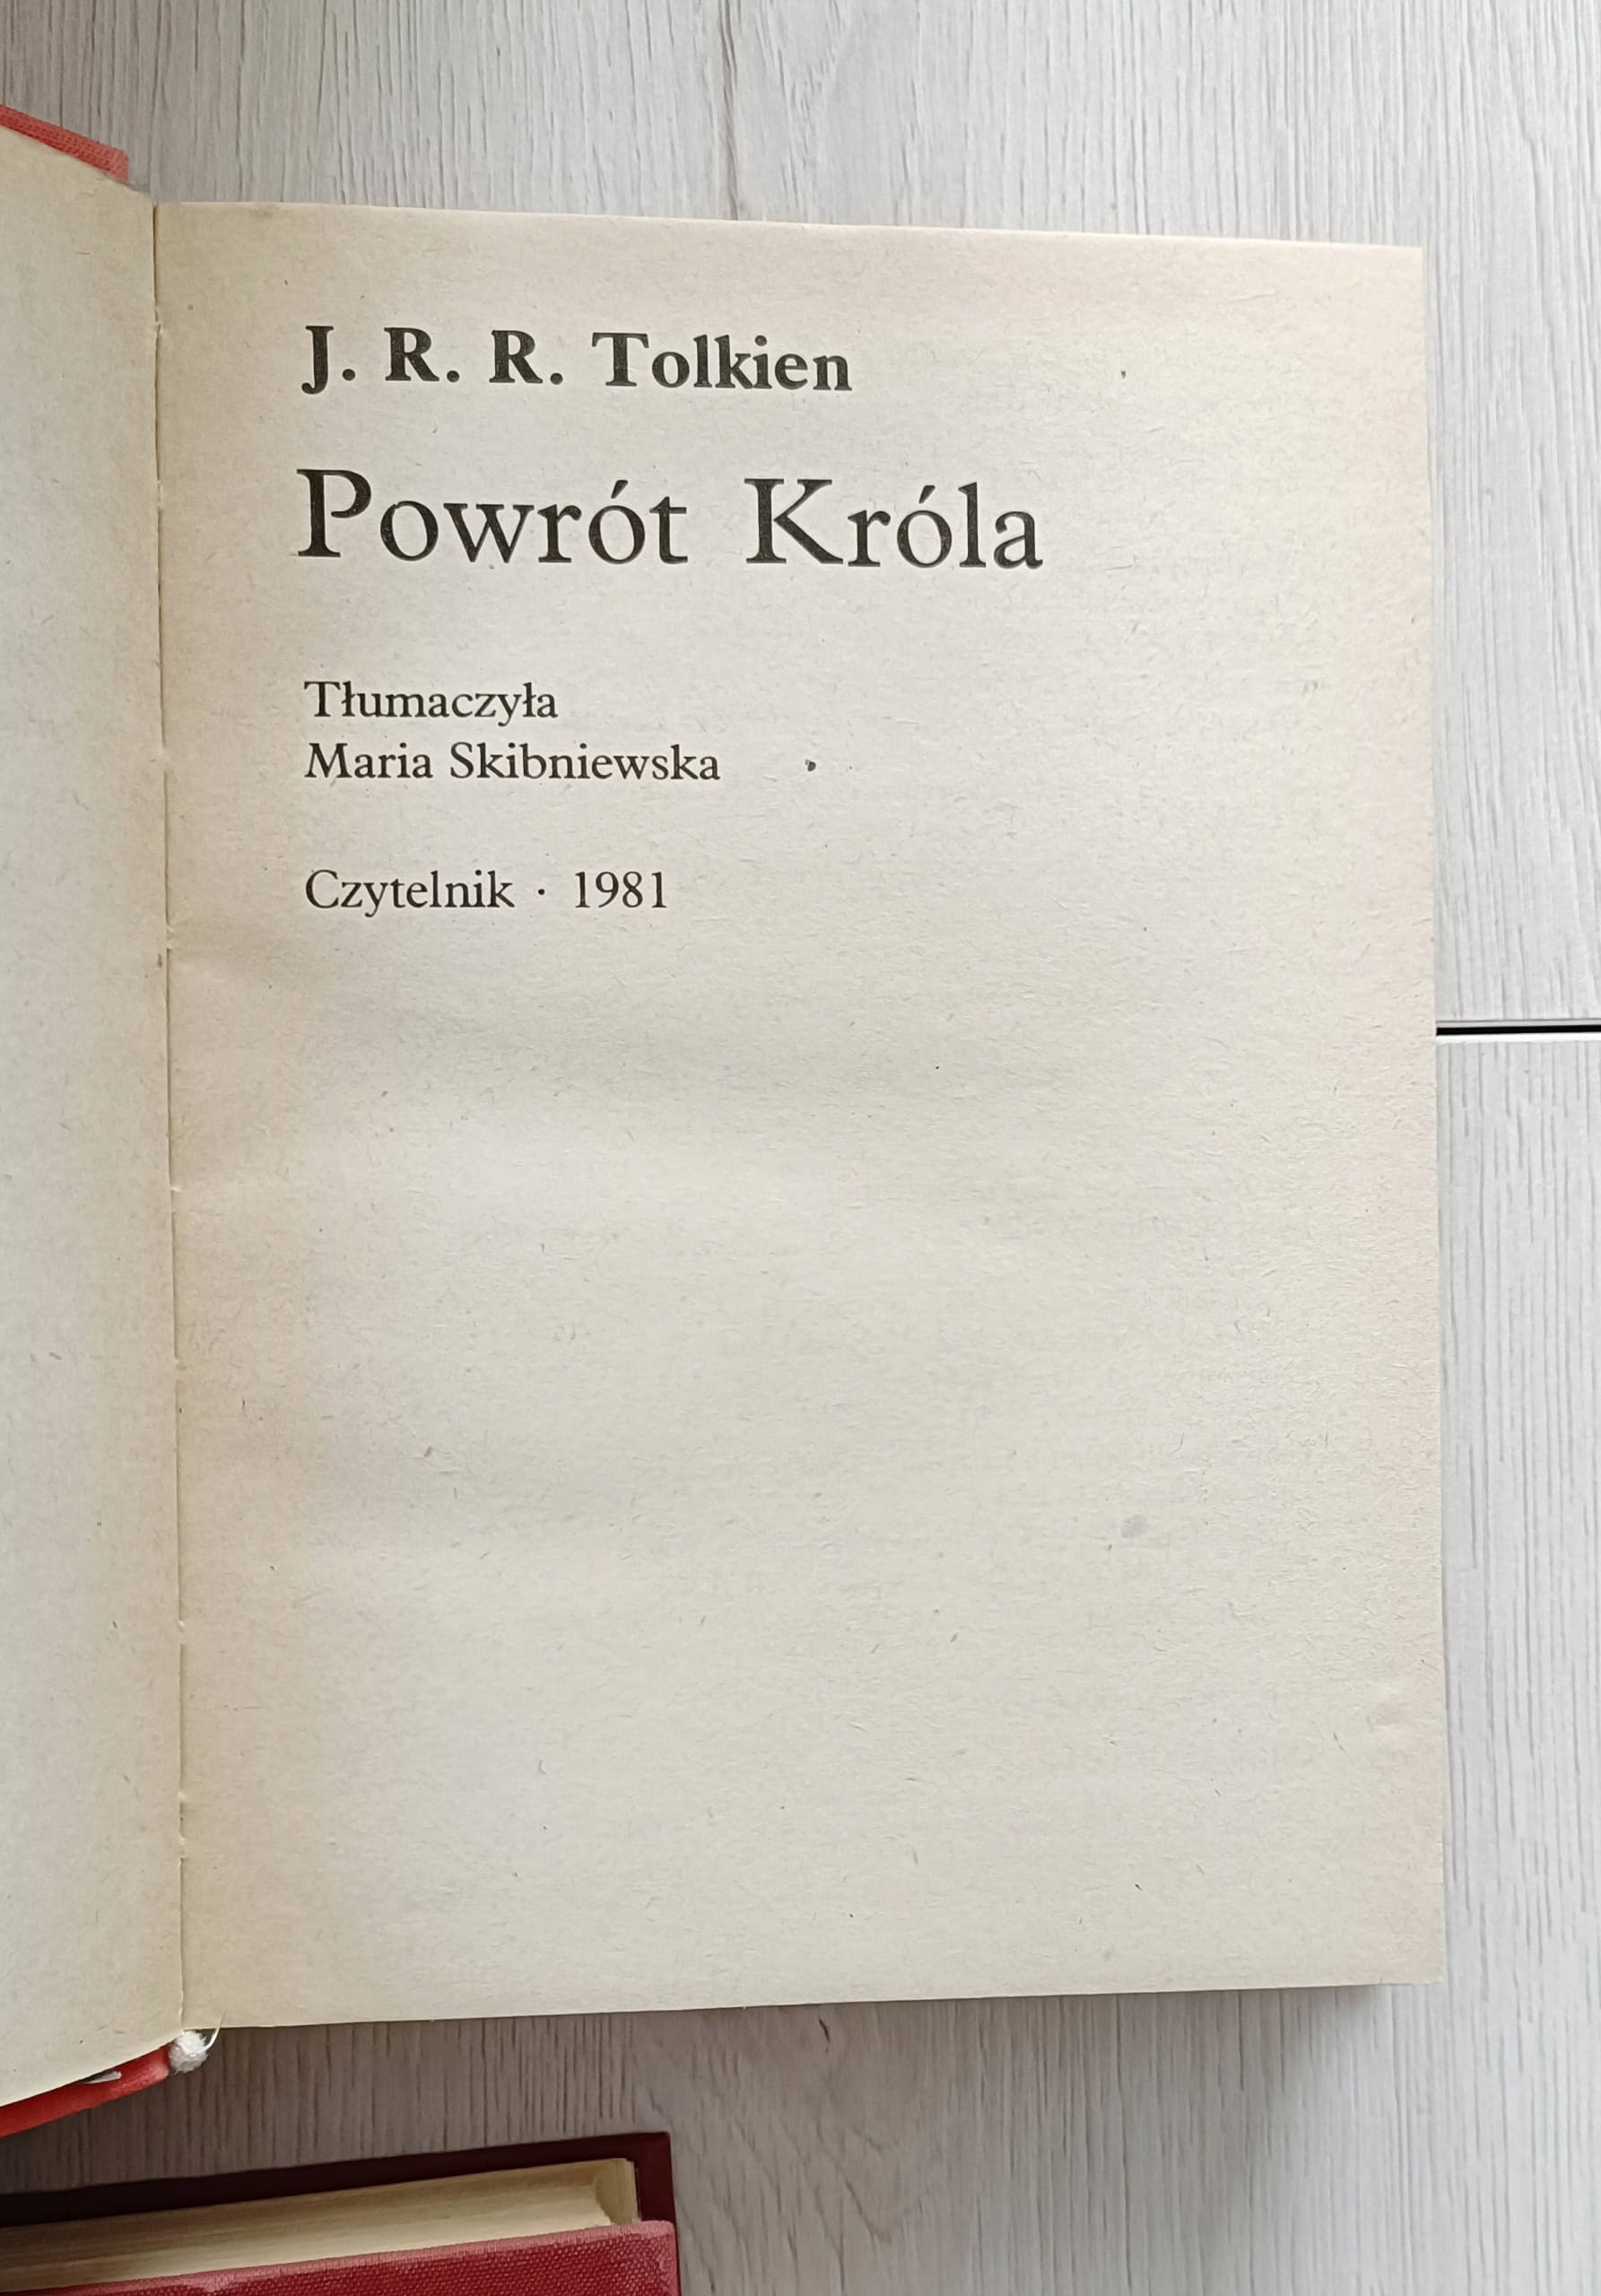 J. R. R. Tolkien
Powrót Króla
Tłumaczyła
Maria Skibniewska
Czytelnik · 1981